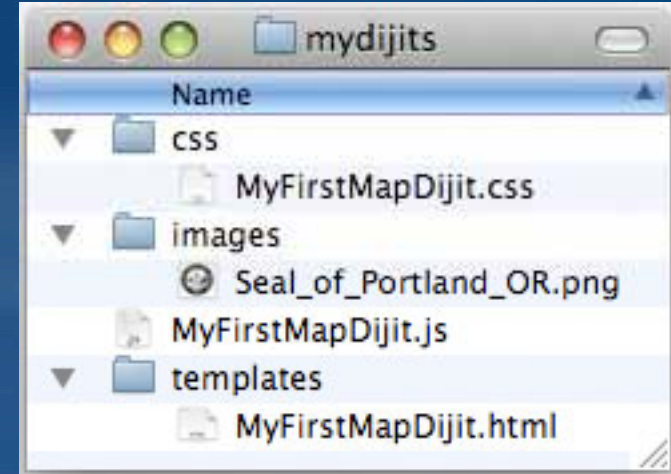 mydijits
Name
css
MyFirstMapDijit.css
images
Seal_of_Portland_OR.png
MyFirstMapDijit.js
templates
MyFirstMapDijit.html